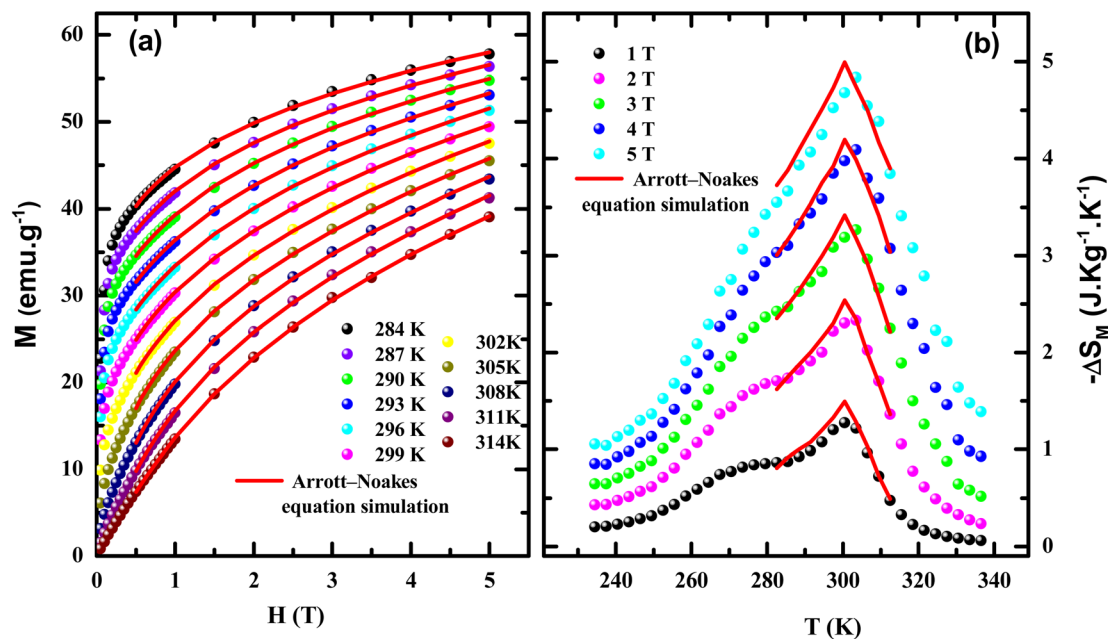 (a)
M (emu.g⁻¹)
60
50
40
30
20
10
0
0
1
2
3
4
5
H (T)
284 K
287 K
290 K
293 K
296 K
299 K
302K
305K
308K
311K
314K
Arrott–Noakes
equation simulation
(b)
1 T
2 T
3 T
4 T
5 T
Arrott–Noakes
equation simulation
5
4
3
2
1
0
-ΔS_M (J.Kg⁻¹.K⁻¹)
240
260
280
300
320
340
T (K)